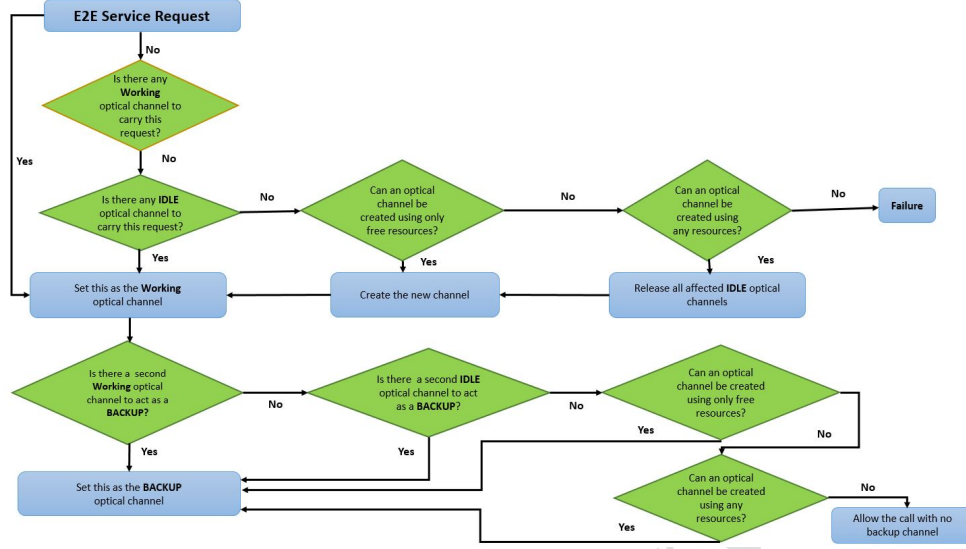 E2E Service Request
No
Is there any
Working
optical channel to
carry this
request?
Yes
No
Is there any IDLE
optical channel to
carry this request?
No
Can an optical
channel be
created using only
free resources?
No
Can an optical
channel be
created using
any resources?
No
Failure
Yes
Yes
Yes
Set this as the Working
optical channel
Create the new channel
Release all affected IDLE optical
channels
Is there a second
Working optical
channel to act as a
BACKUP?
No
Is there a second IDLE
optical channel to act
as a BACKUP?
No
Can an optical
channel be created
using only free
resources?
Yes
Yes
Yes
No
Set this as the BACKUP
optical channel
Can an optical
channel be created
using any
resources?
No
Yes
Allow the call with no
backup channel